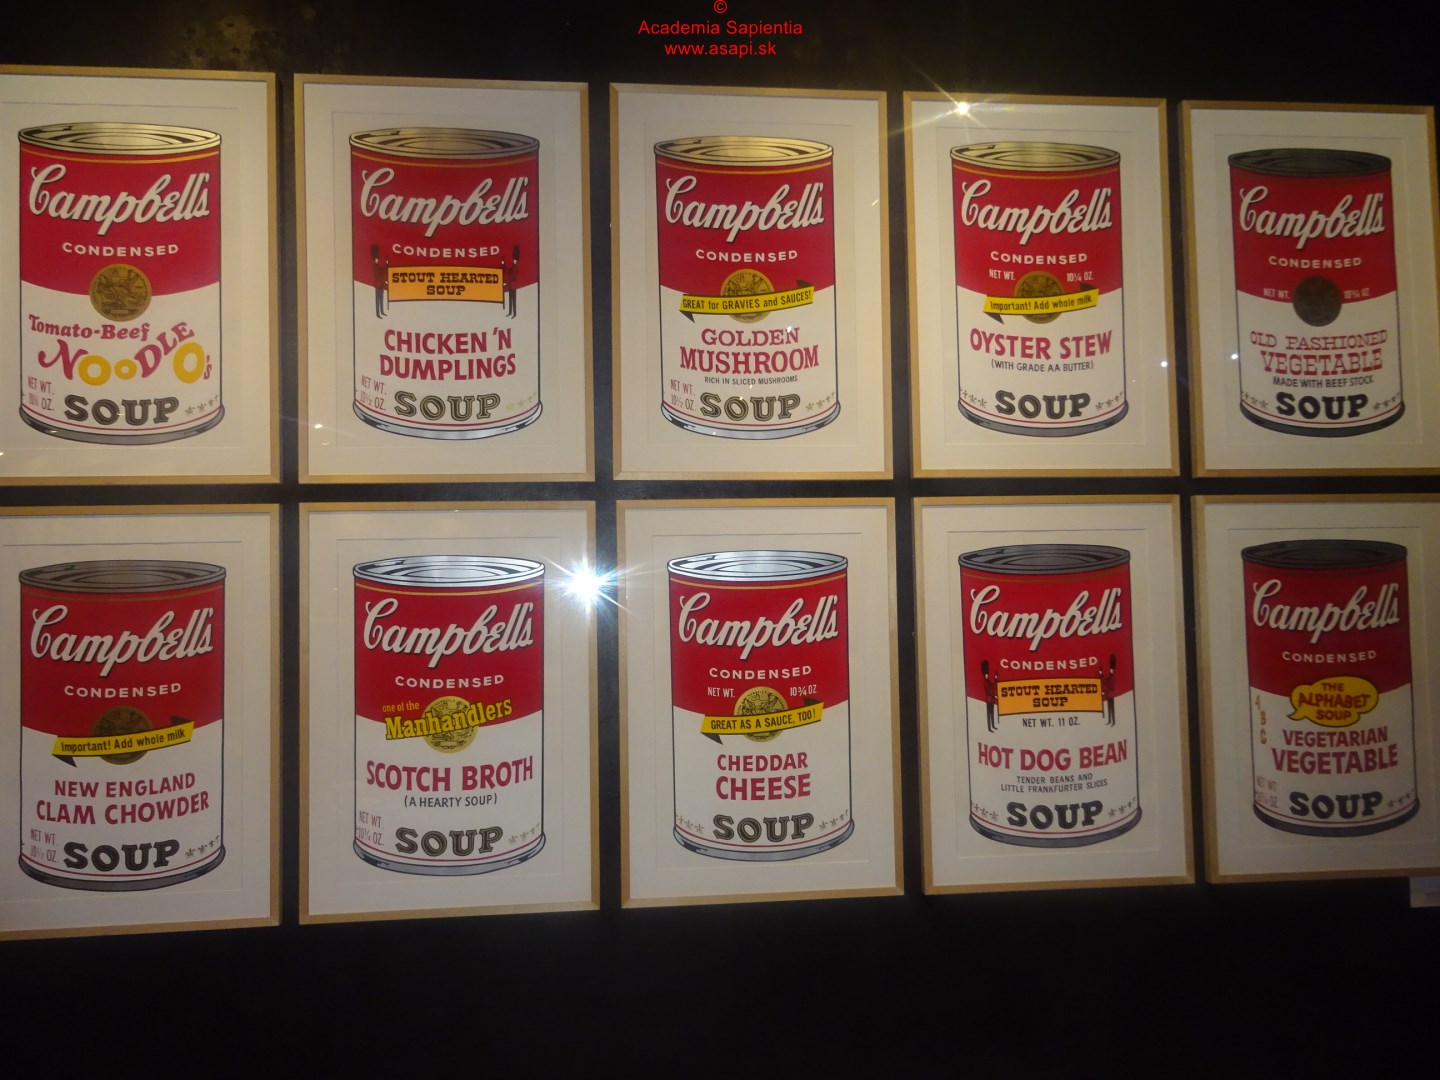 ©
Academia Sapientia
www.asapi.sk
Campbell's
CONDENSED
Tomato-Beef
NOODLE
O's
NET WT.
OZ.
SOUP
Campbell's
CONDENSED
STOUT HEARTED
SOUP
CHICKEN 'N
DUMPLINGS
NET WT.
10½ OZ.
SOUP
Campbell's
CONDENSED
GREAT for GRAVIES and SAUCES!
GOLDEN
MUSHROOM
RICH IN SLICED MUSHROOMS
NET WT.
10½ OZ.
SOUP
Campbell's
CONDENSED
NET WT. 10¼ OZ.
Important! Add whole milk
OYSTER STEW
(WITH GRADE AA BUTTER)
SOUP
Campbell's
CONDENSED
NET WT. OZ.
OLD FASHIONED
VEGETABLE
MADE WITH BEEF STOCK
SOUP
Campbell's
CONDENSED
Important! Add whole milk
NEW ENGLAND
CLAM CHOWDER
NET WT.
10½ OZ.
SOUP
Campbell's
CONDENSED
one of the
Manhandlers
SCOTCH BROTH
(A HEARTY SOUP)
NET WT.
OZ.
SOUP
Campbell's
CONDENSED
NET WT. 10¾ OZ.
GREAT AS A SAUCE, TOO!
CHEDDAR
CHEESE
SOUP
Campbell's
CONDENSED
STOUT HEARTED
SOUP
NET WT. 11 OZ.
HOT DOG BEAN
TENDER BEANS AND
LITTLE FRANKFURTER SLICES
SOUP
Campbell's
CONDENSED
THE
ALPHABET
SOUP
A
B
C
VEGETARIAN
VEGETABLE
NET WT.
OZ.
SOUP